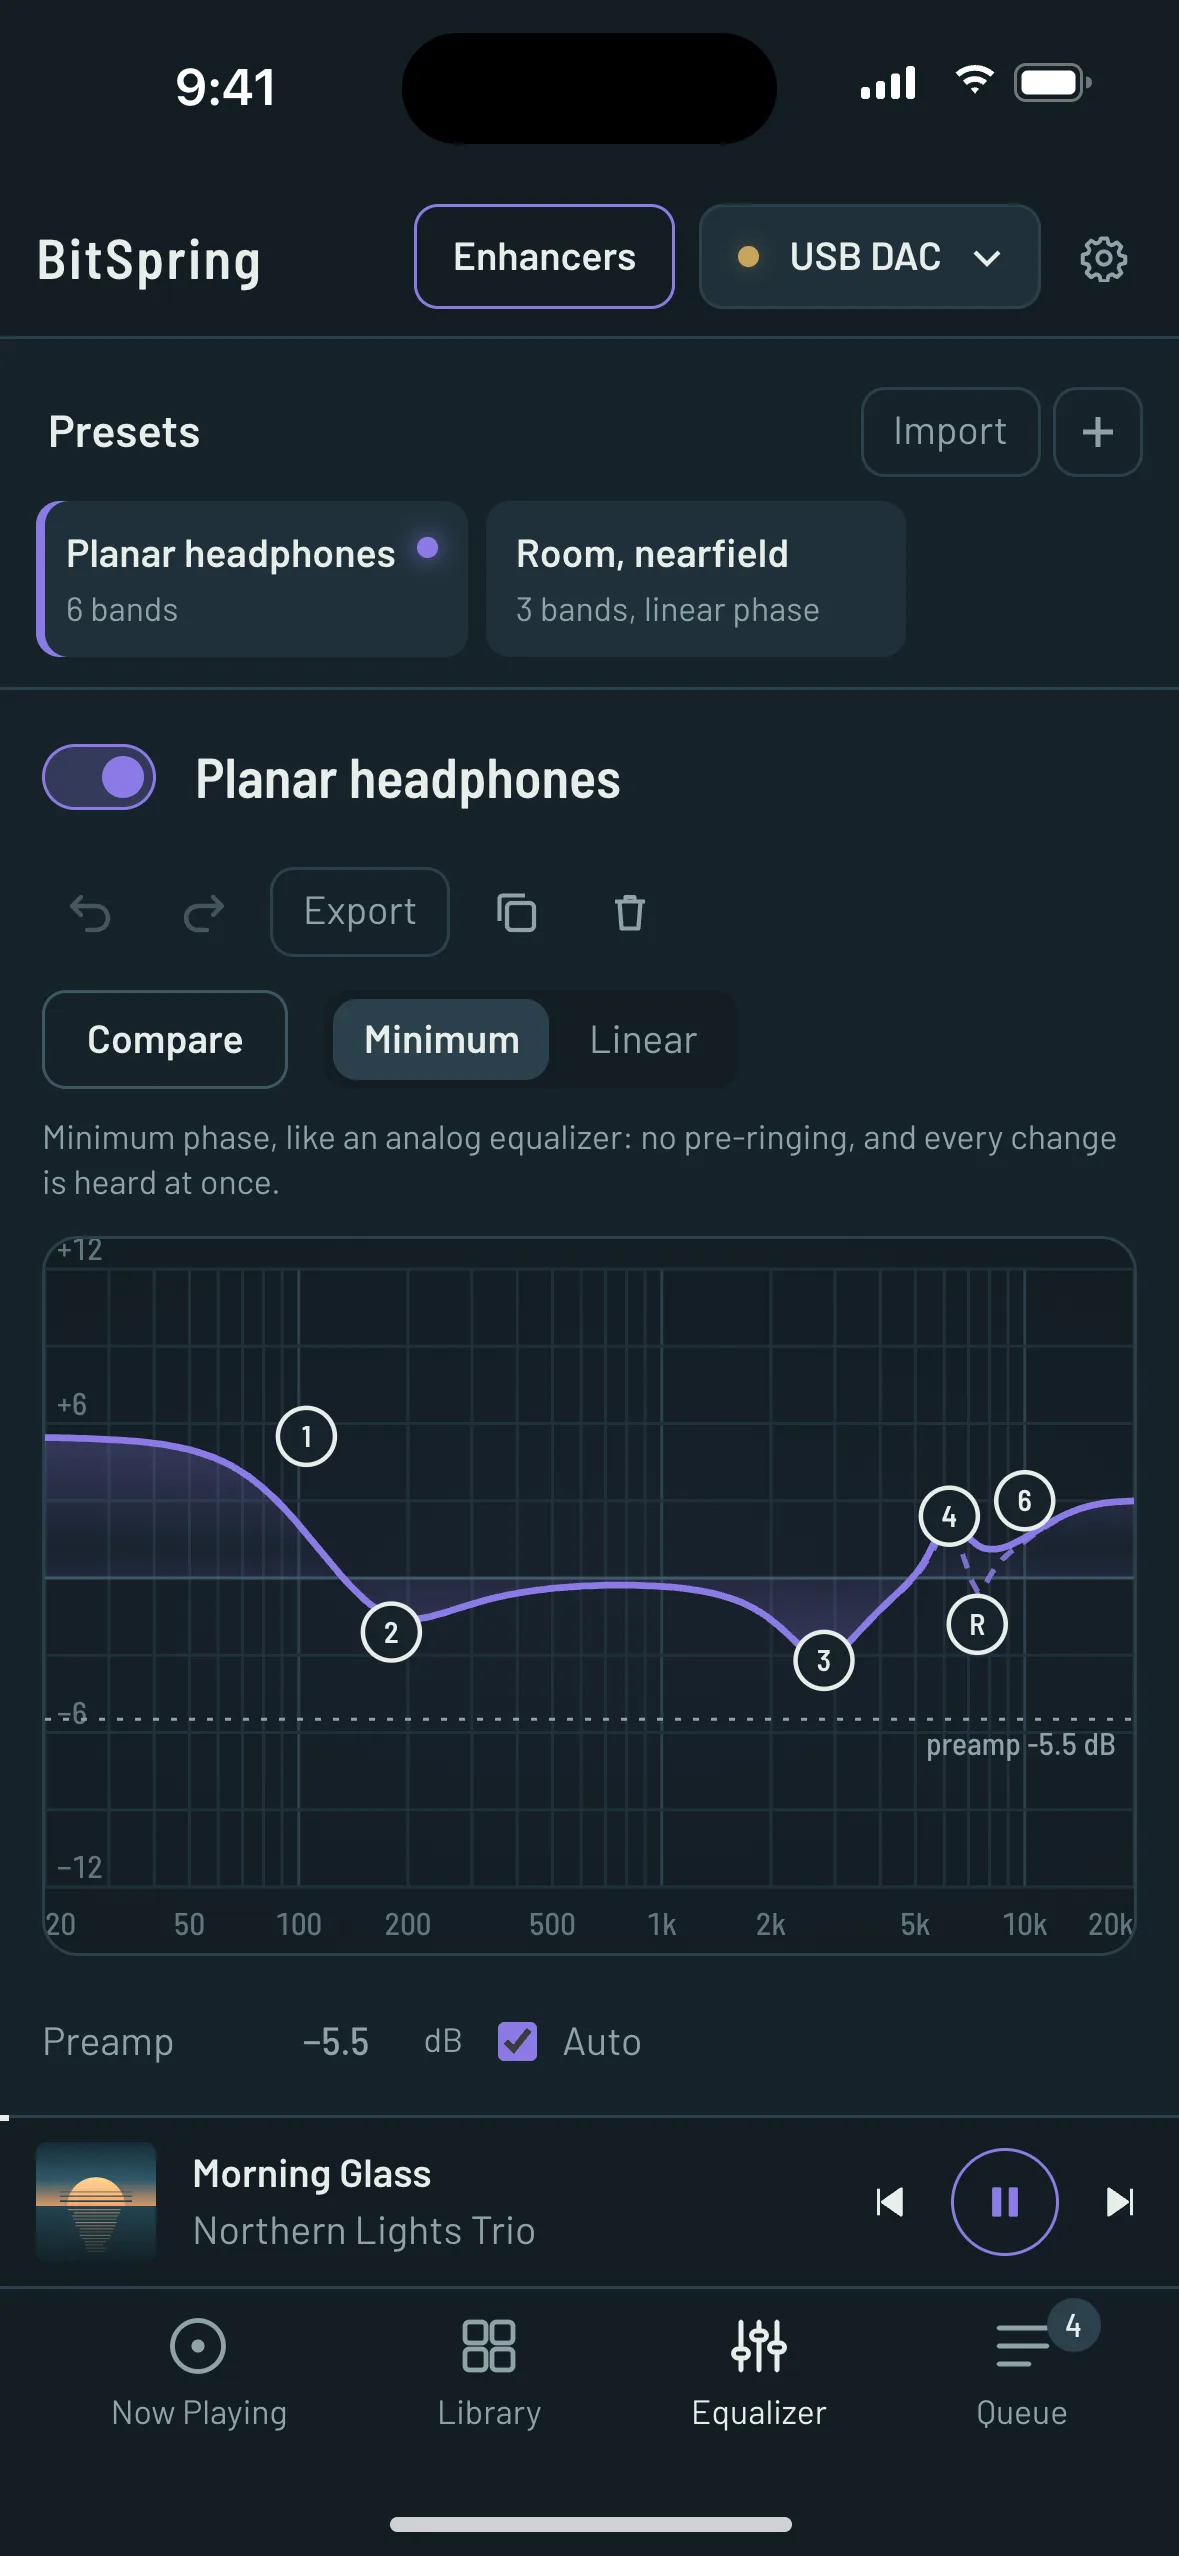 9:41
BitSpring
Enhancers
USB DAC
Presets
Import
Planar headphones
6 bands
Room, nearfield
3 bands, linear phase
Planar headphones
Export
Compare
Minimum
Linear
Minimum phase, like an analog equalizer: no pre-ringing, and every change
is heard at once.
+12
+6
1
6
4
R
2
3
−6
preamp -5.5 dB
−12
20 50 100 200 500 1k 2k 5k 10k 20k
Preamp −5.5 dB Auto
Morning Glass
Northern Lights Trio
4
Now Playing
Library
Equalizer
Queue